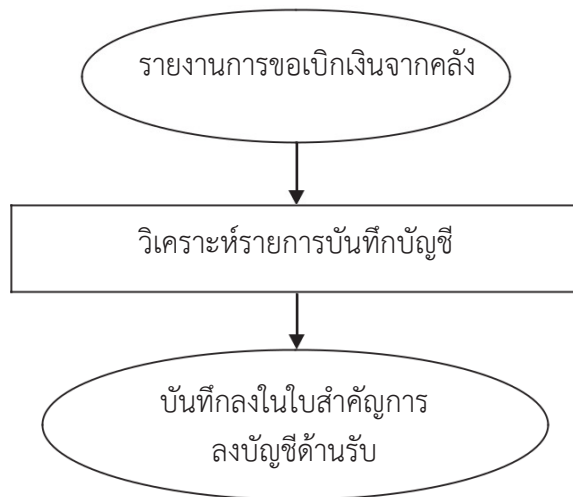 รายงานการขอเบิกเงินจากคลัง
วิเคราะห์รายการบันทึกบัญชี
บันทึกลงในใบสำคัญการ
ลงบัญชีด้านรับ